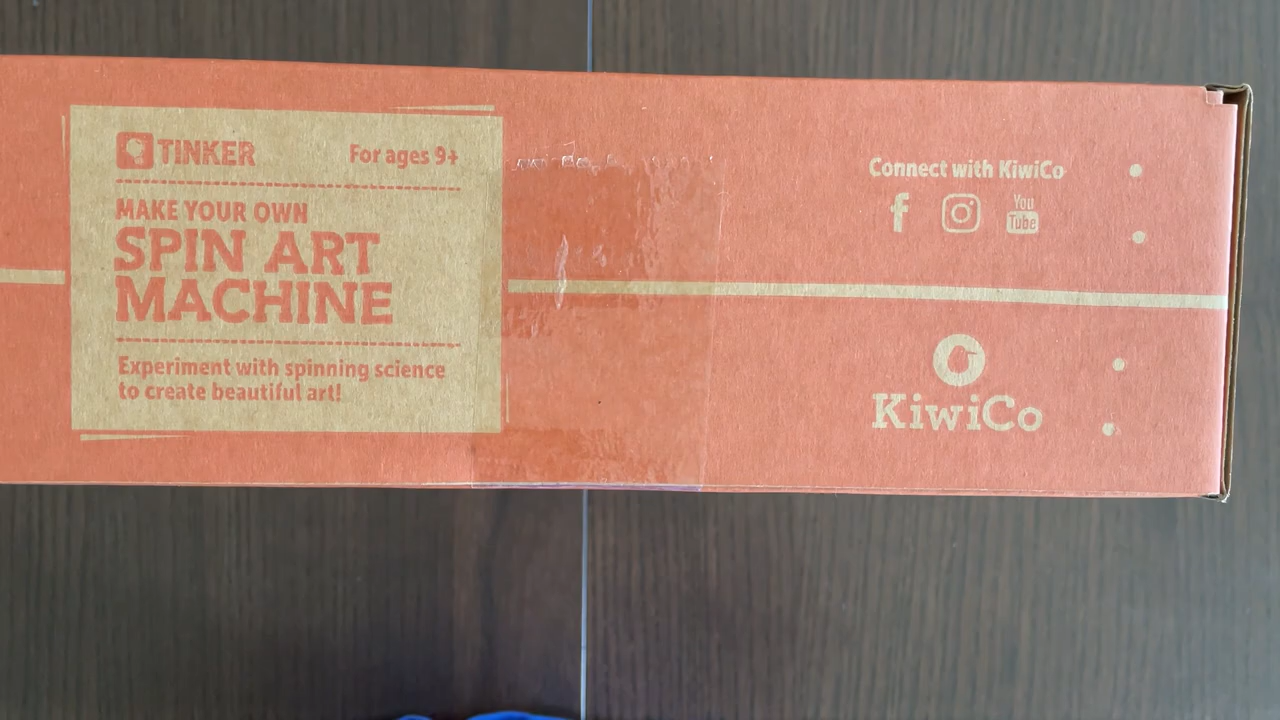 TINKER
For ages 9+
MAKE YOUR OWN
SPIN ART
MACHINE
Experiment with spinning science
to create beautiful art!
Connect with KiwiCo
f
You
Tube
KiwiCo